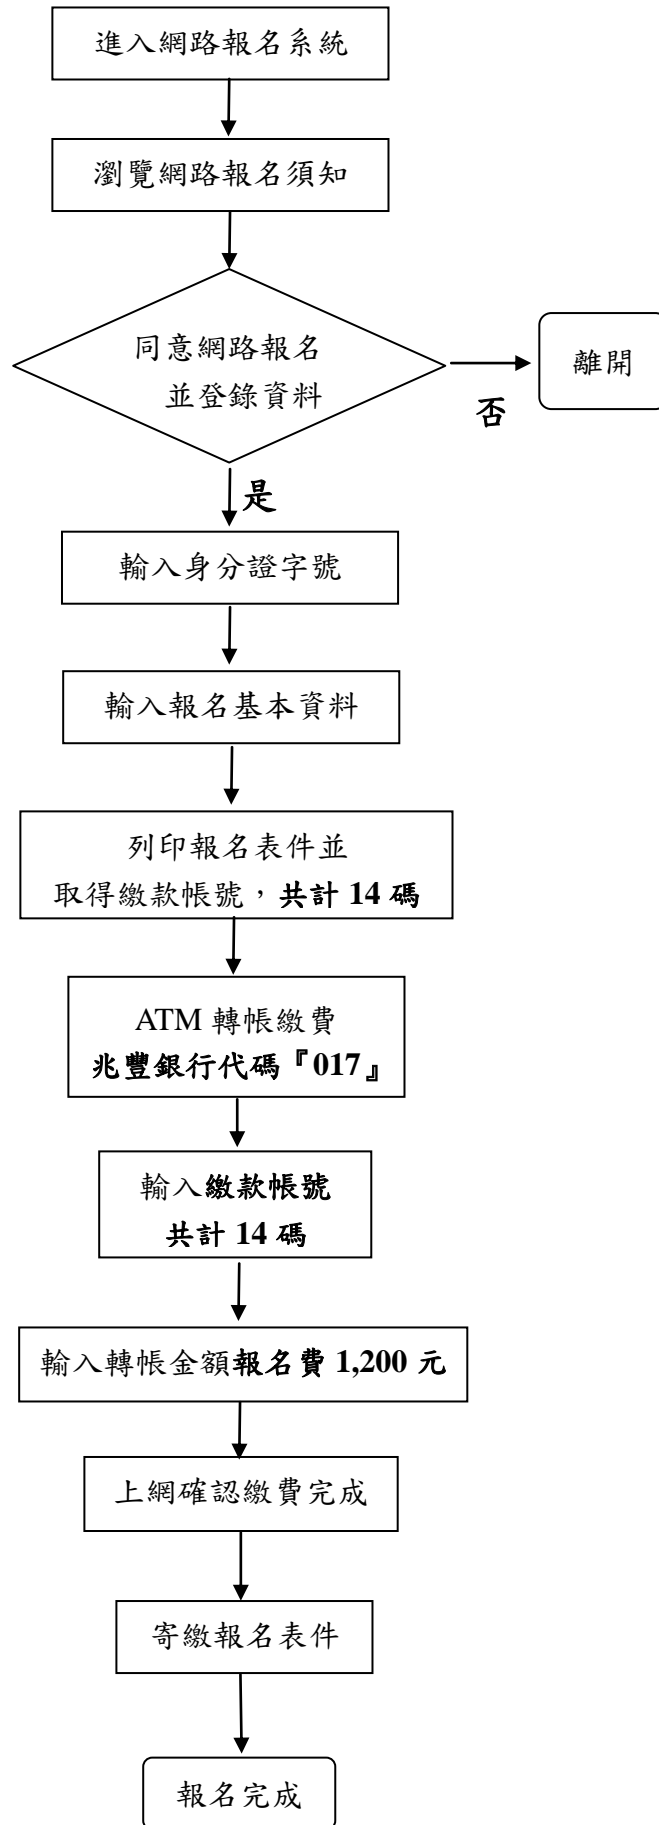 進入網路報名系統
瀏覽網路報名須知
同意網路報名
並登錄資料
離開
否
是
輸入身分證字號
輸入報名基本資料
列印報名表件並
取得繳款帳號，共計 14 碼
ATM 轉帳繳費
兆豐銀行代碼『017』
輸入繳款帳號
共計 14 碼
輸入轉帳金額報名費 1,200 元
上網確認繳費完成
寄繳報名表件
報名完成